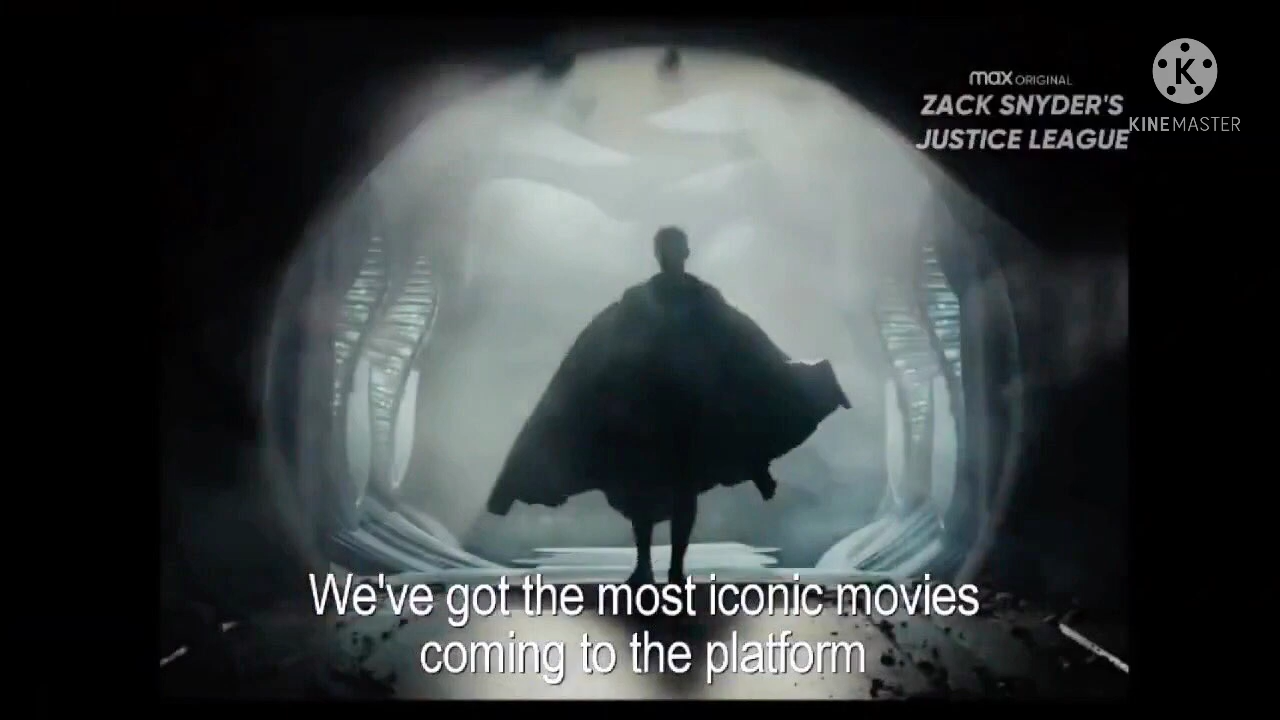 max ORIGINAL
ZACK SNYDER'S
JUSTICE LEAGUE
K
KINEMASTER
We've got the most iconic movies
coming to the platform